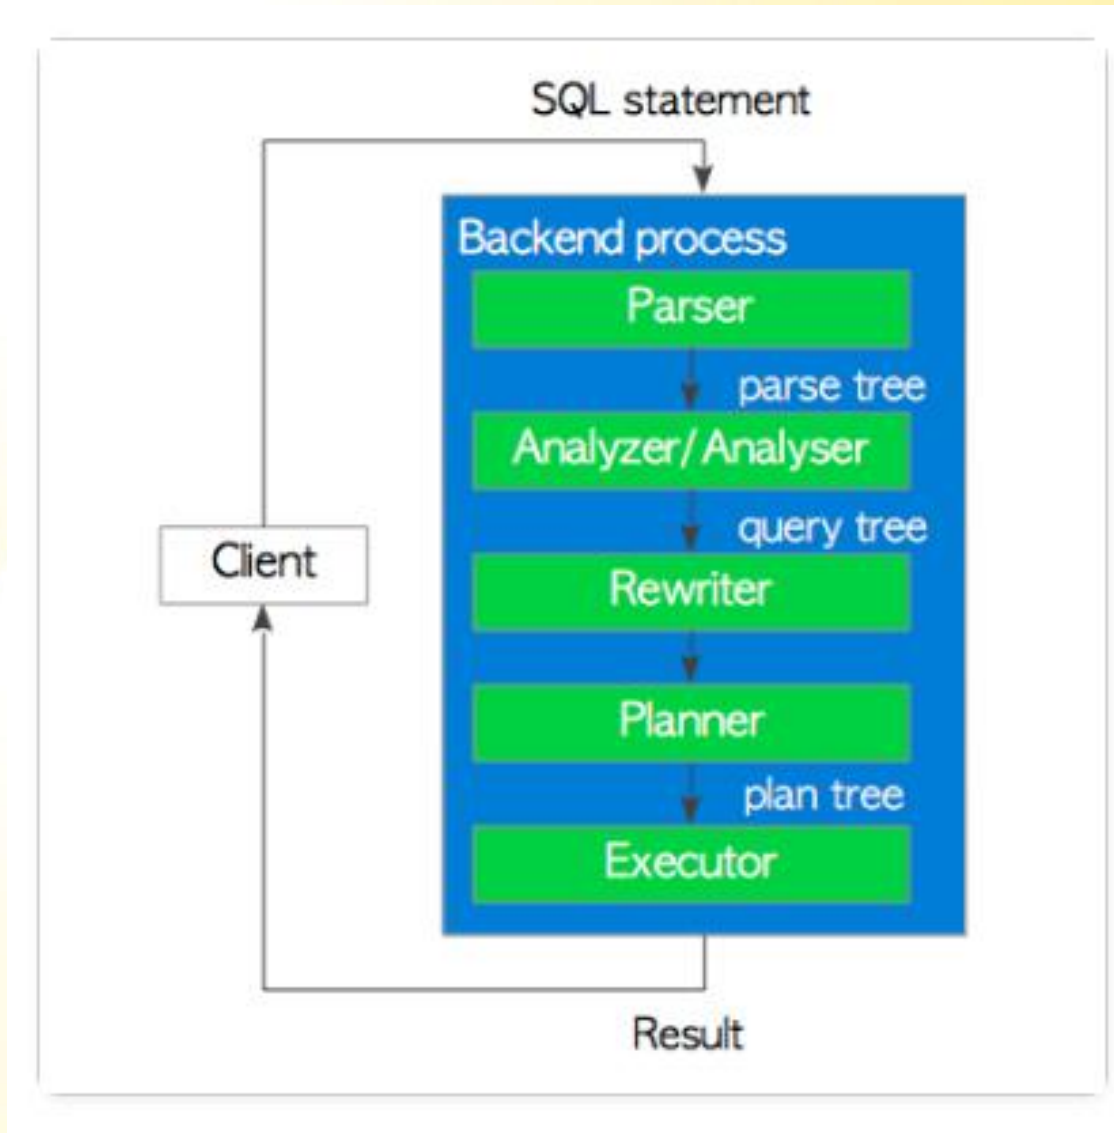 SQL statement
Backend process
Parser
parse tree
Analyzer/Analyser
query tree
Client
Rewriter
Planner
plan tree
Executor
Result